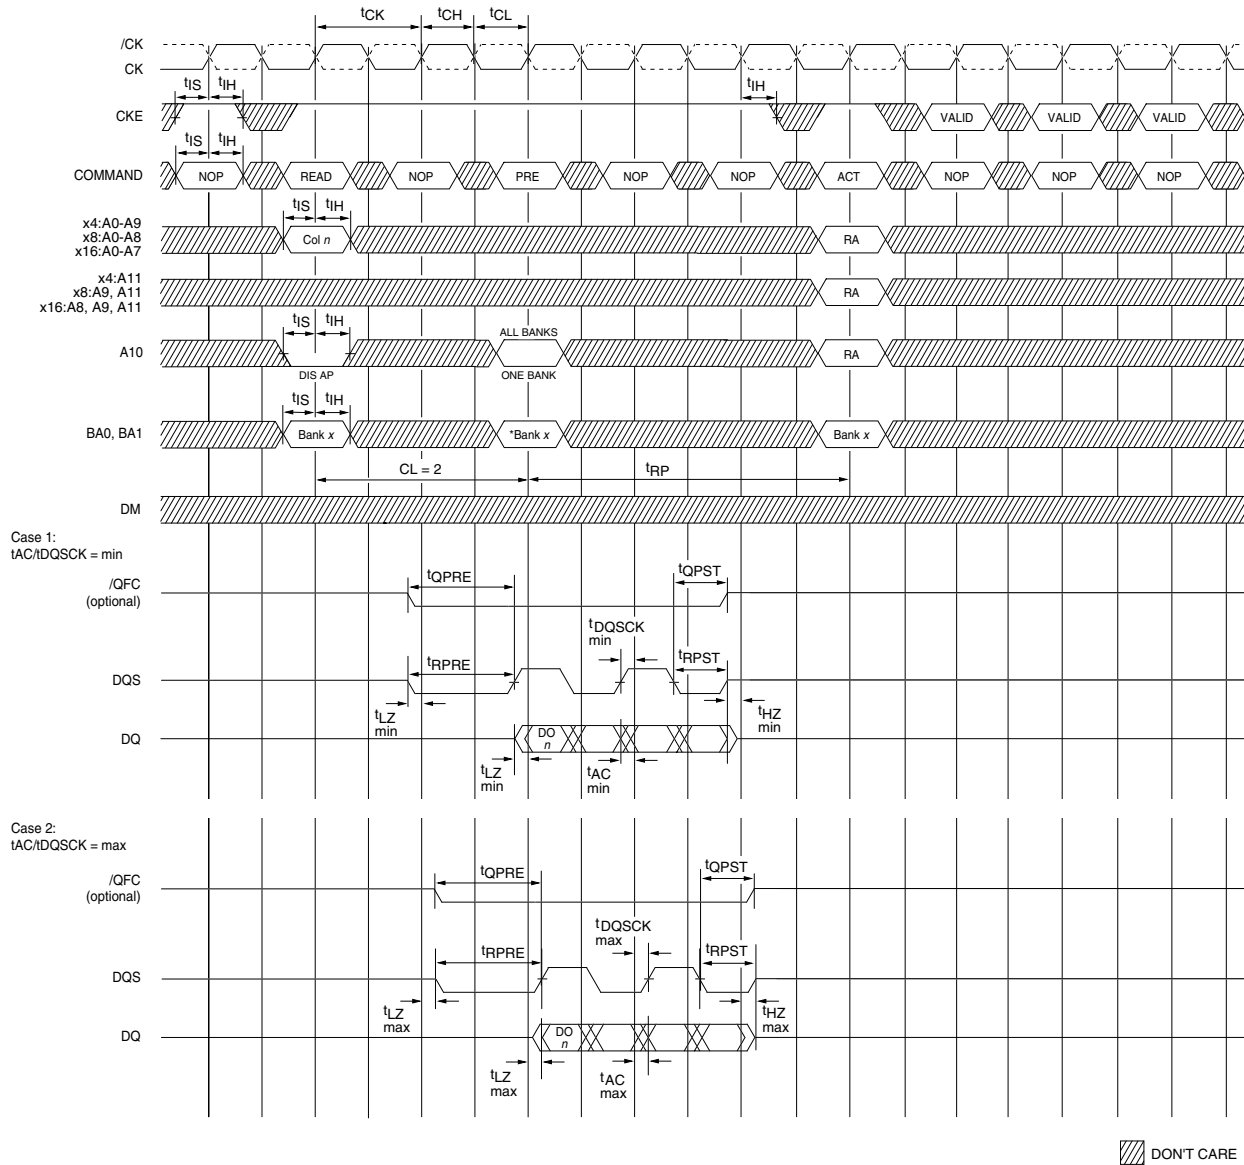 tCK tCH tCL
/CK
CK
tIS tIH tIH
CKE VALID VALID VALID
tIS tIH
COMMAND NOP READ NOP PRE NOP NOP ACT NOP NOP NOP
tIS tIH
x4:A0-A9
x8:A0-A8
x16:A0-A7
Col n RA
x4:A11
x8:A9, A11
x16:A8, A9, A11
RA
tIS tIH ALL BANKS
A10 RA
DIS AP ONE BANK
tIS tIH
BA0, BA1 Bank x *Bank x Bank x
CL = 2 tRP
DM
Case 1:
tAC/tDQSCK = min
/QFC
(optional)
tQPRE tQPST
tDQSCK
min
tRPRE tRPST
DQS
tLZ
min
tHZ
min
DQ DO
n
tLZ
min
tAC
min
Case 2:
tAC/tDQSCK = max
/QFC
(optional)
tQPRE tQPST
tDQSCK
max
tRPRE tRPST
DQS
tLZ
max
tHZ
max
DQ DO
n
tLZ
max
tAC
max
DON'T CARE